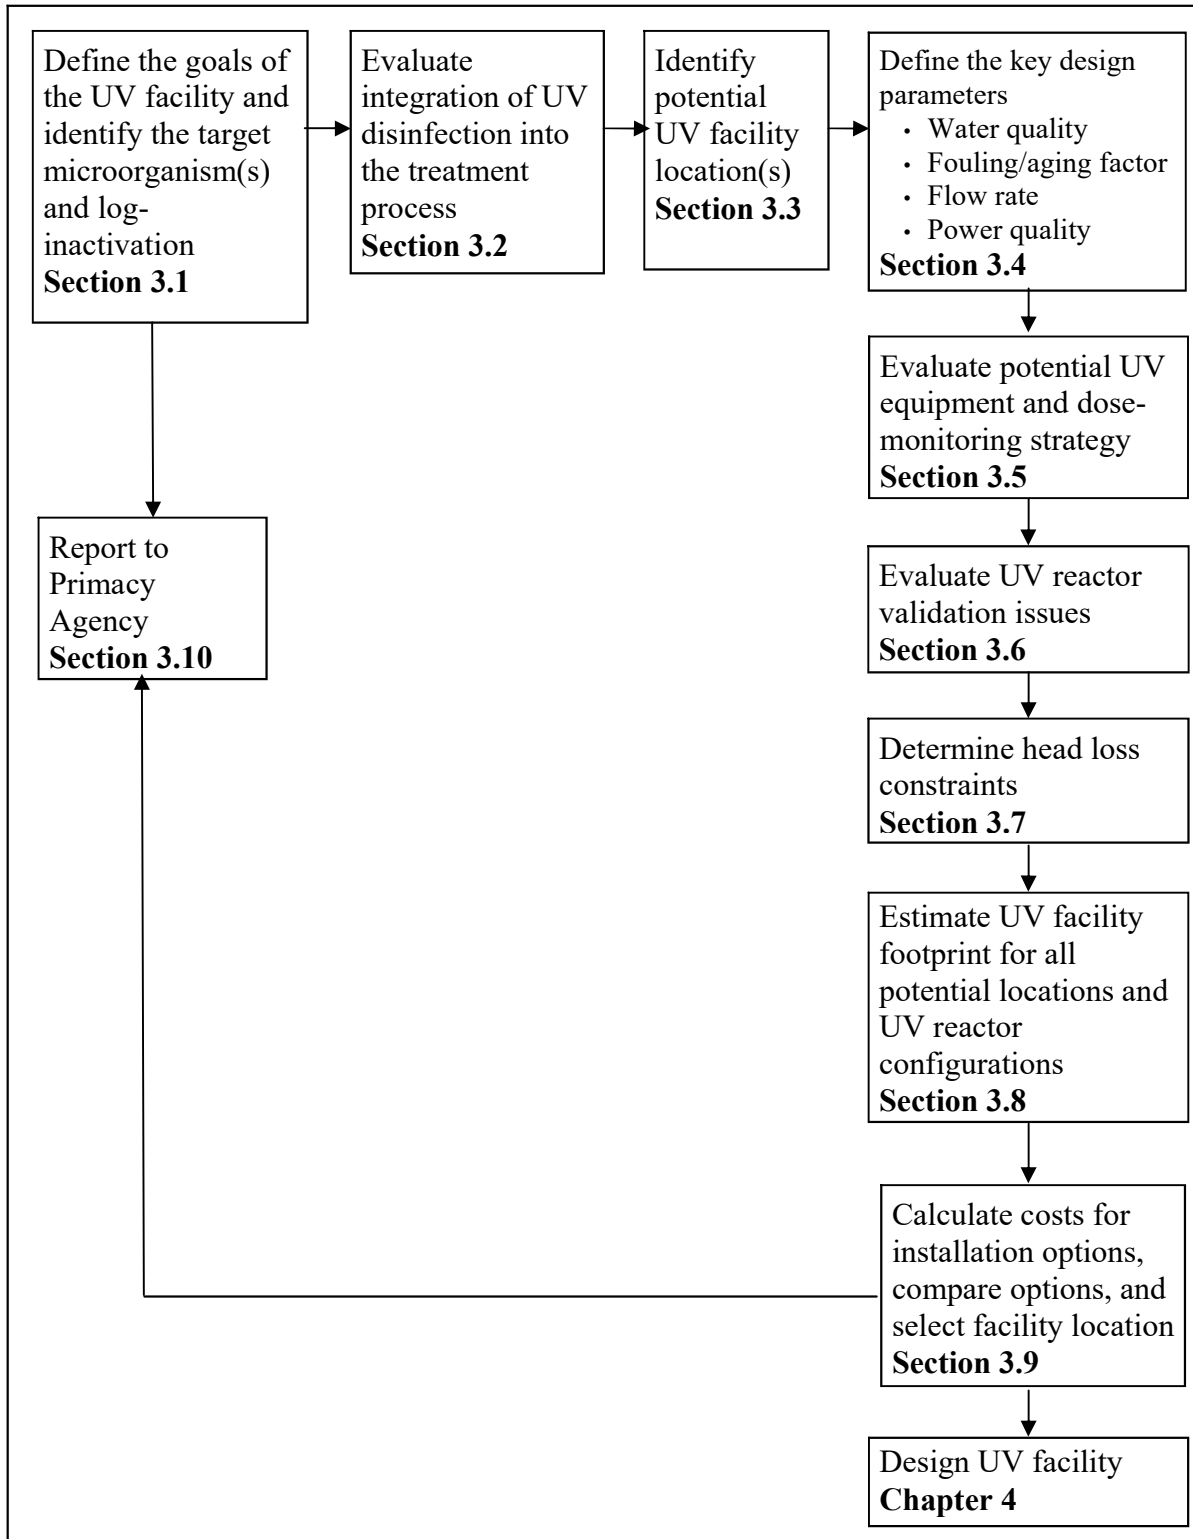 Define the goals of
the UV facility and
identify the target
microorganism(s)
and log-
inactivation
Section 3.1
Evaluate
integration of UV
disinfection into
the treatment
process
Section 3.2
Identify
potential
UV facility
location(s)
Section 3.3
Define the key design
parameters
• Water quality
• Fouling/aging factor
• Flow rate
• Power quality
Section 3.4
Evaluate potential UV
equipment and dose-
monitoring strategy
Section 3.5
Report to
Primacy
Agency
Section 3.10
Evaluate UV reactor
validation issues
Section 3.6
Determine head loss
constraints
Section 3.7
Estimate UV facility
footprint for all
potential locations and
UV reactor
configurations
Section 3.8
Calculate costs for
installation options,
compare options, and
select facility location
Section 3.9
Design UV facility
Chapter 4